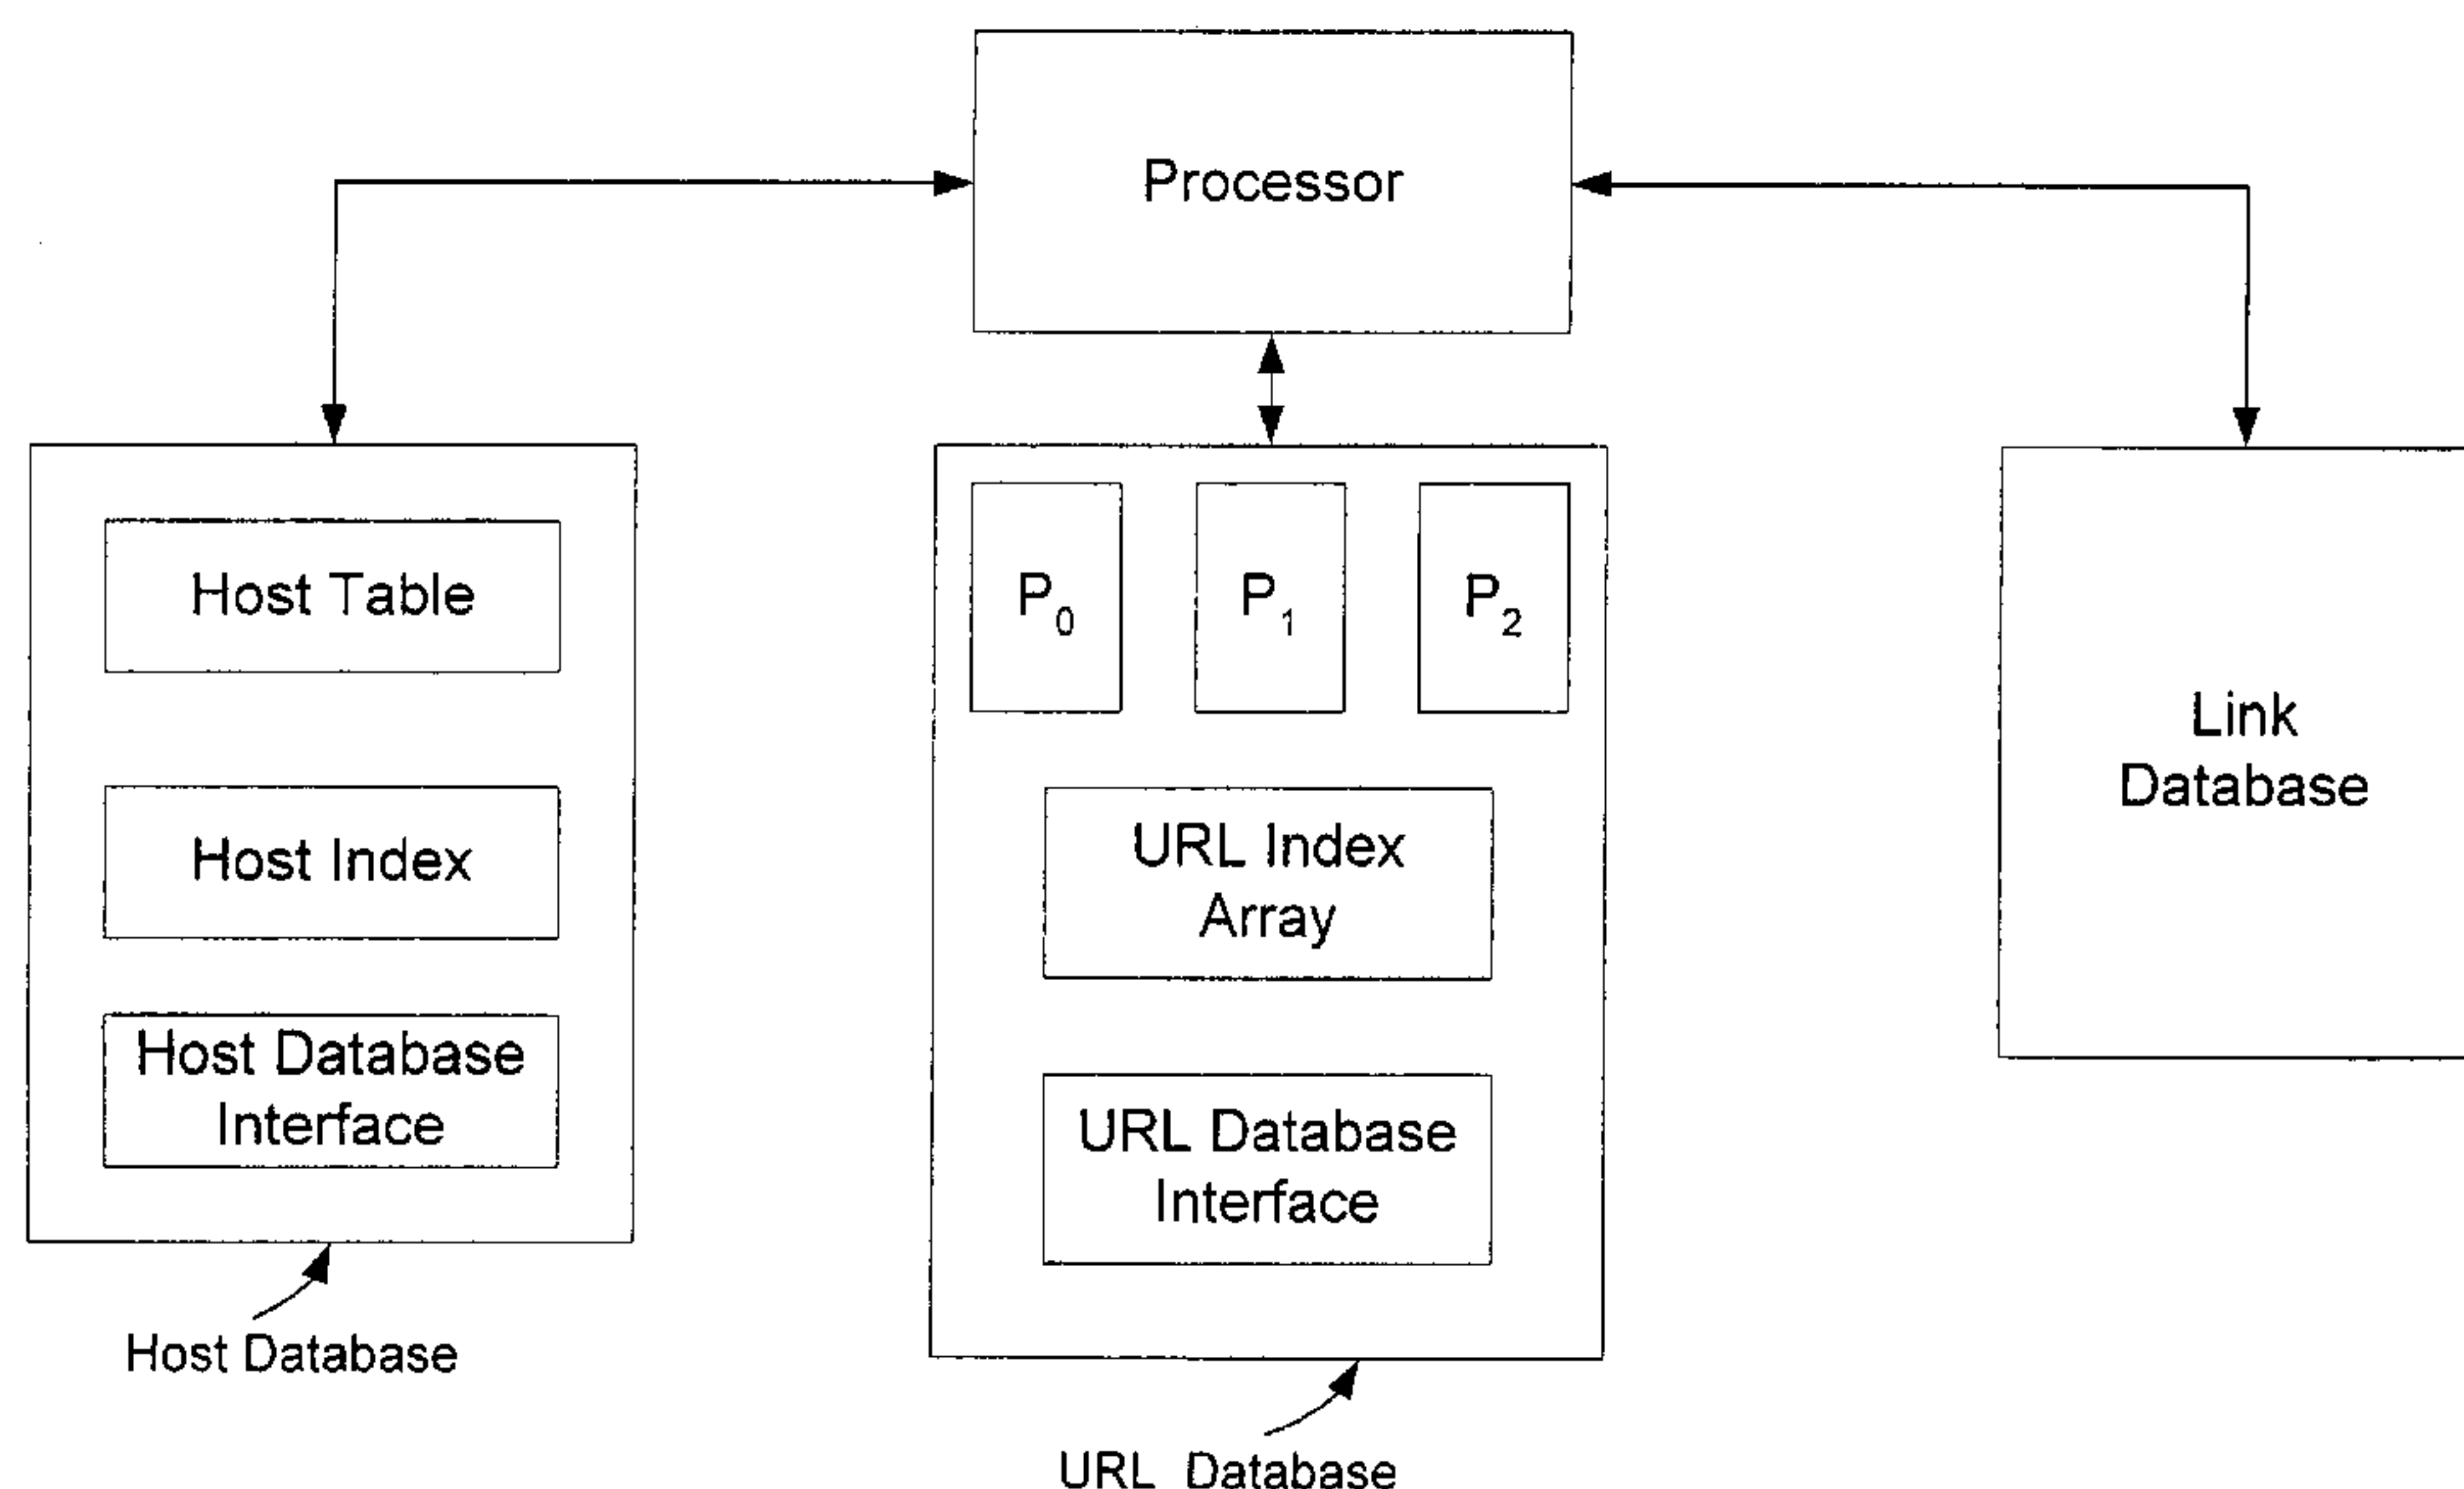 Processor
Host Table
Host Index
Host Database
Interface
Host Database
P0
P1
P2
URL Index
Array
URL Database
Interface
URL Database
Link
Database